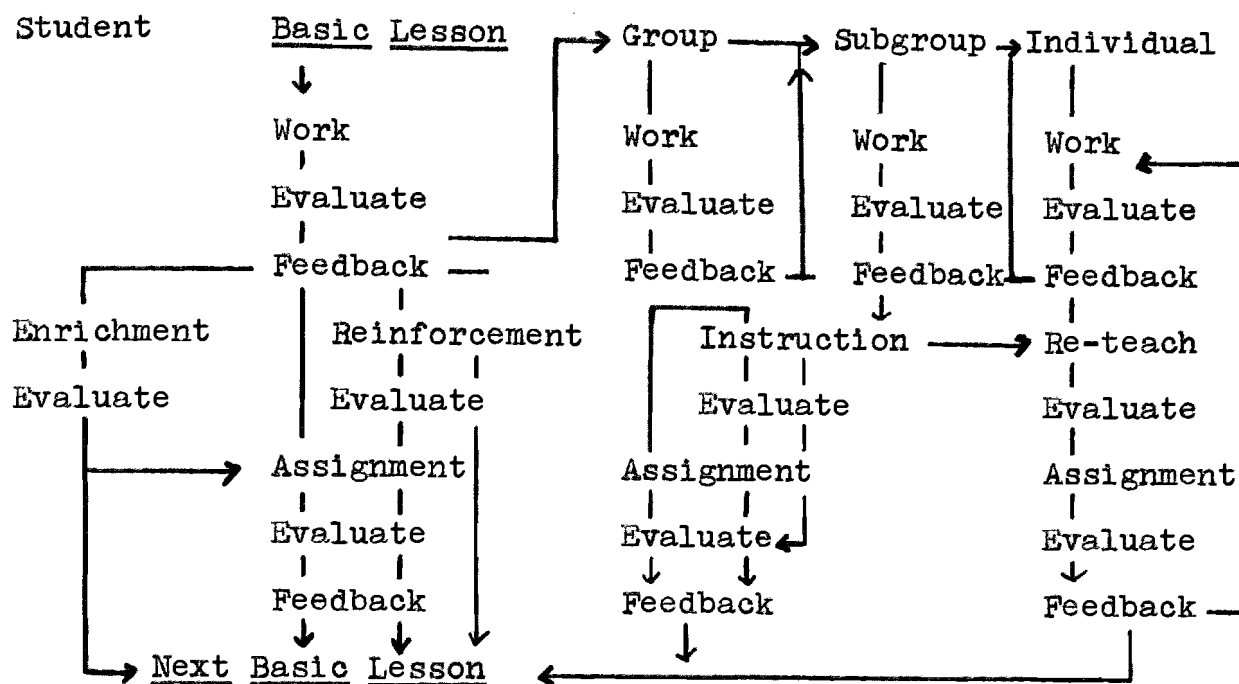 Student Basic Lesson Group Subgroup Individual
Work Work Work Work
Evaluate Evaluate Evaluate Evaluate
Feedback Feedback Feedback Feedback
Enrichment Reinforcement Instruction Re-teach
Evaluate Evaluate Evaluate Evaluate
Assignment Assignment Assignment
Evaluate Evaluate Evaluate
Feedback Feedback Feedback
Next Basic Lesson